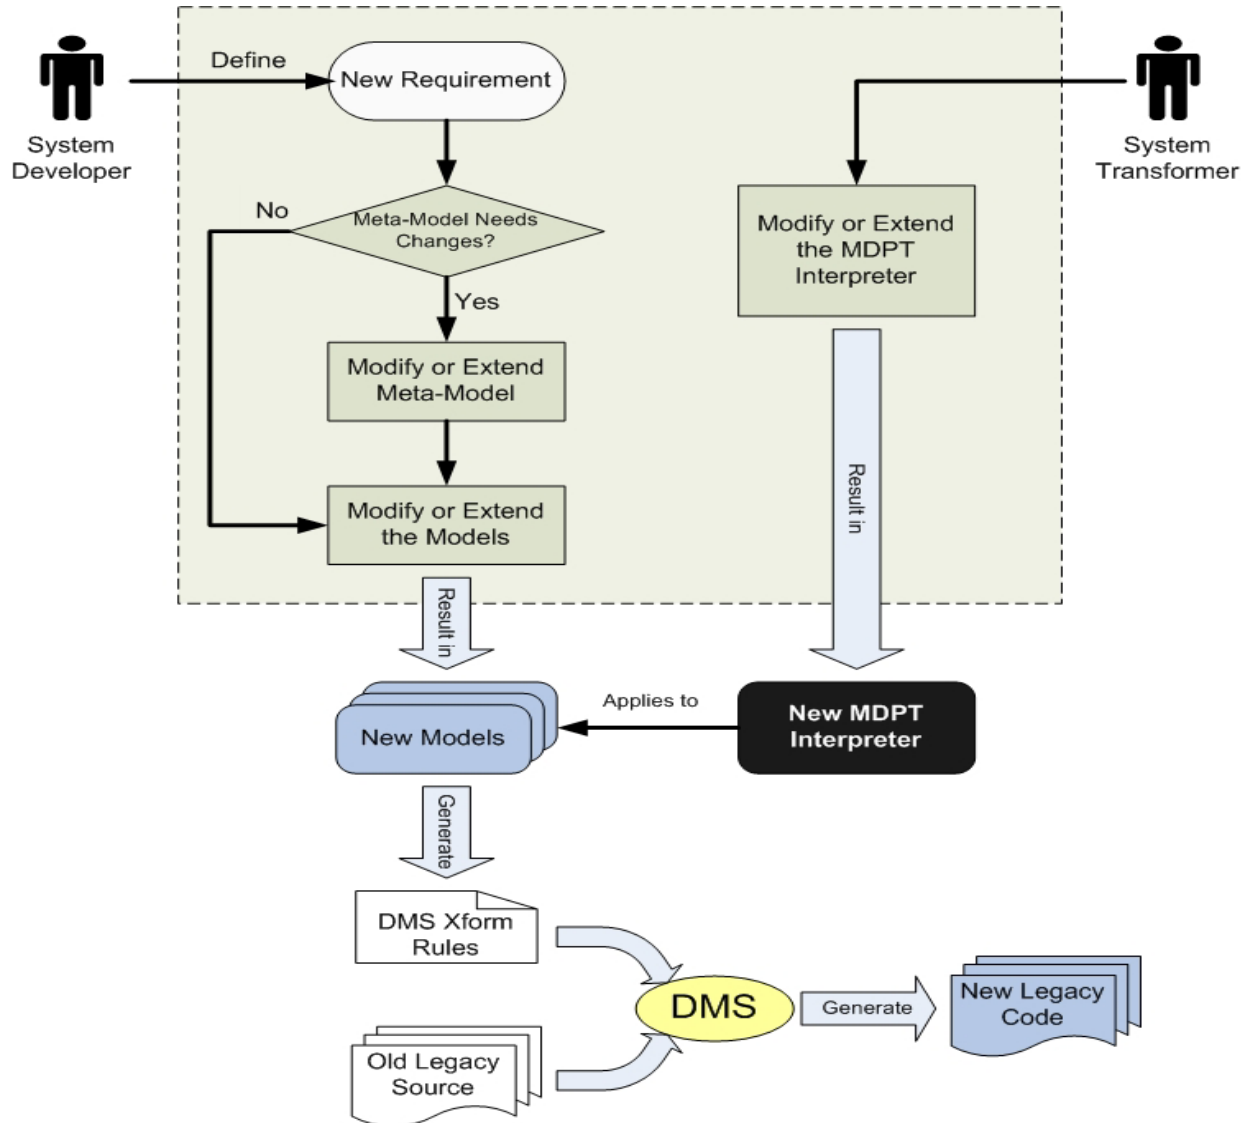 Define
New Requirement
System
Developer
System
Transformer
No
Meta-Model Needs
Changes?
Modify or Extend
the MDPT
Interpreter
Yes
Modify or Extend
Meta-Model
Result in
Modify or Extend
the Models
Result in
Applies to
New Models
New MDPT
Interpreter
Generate
DMS Xform
Rules
DMS
Generate
New Legacy
Code
Old Legacy
Source